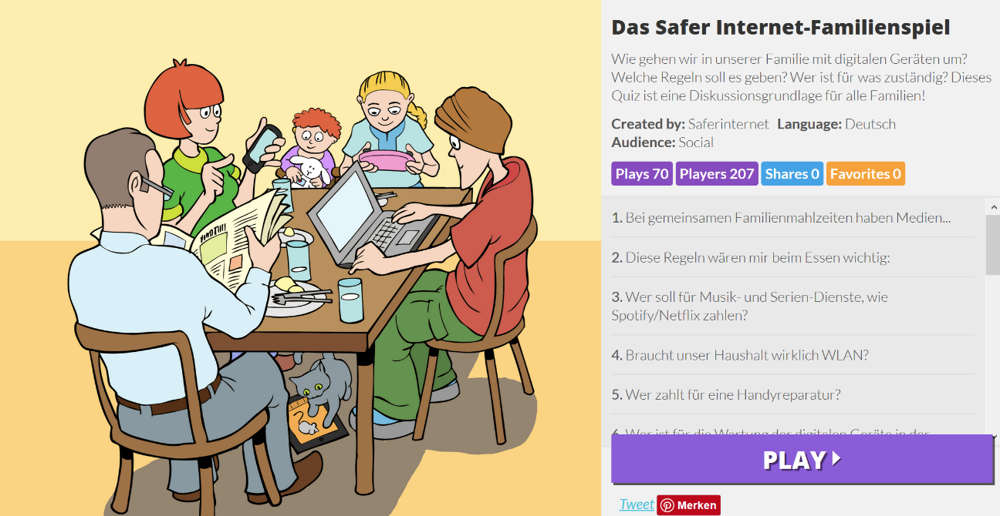 Das Safer Internet-Familienspiel
Wie gehen wir in unserer Familie mit digitalen Geräten um?
Welche Regeln soll es geben? Wer ist für was zuständig? Dieses
Quiz ist eine Diskussionsgrundlage für alle Familien!
Created by: Saferinternet Language: Deutsch
Audience: Social
Plays 70 Players 207 Shares 0 Favorites 0
1. Bei gemeinsamen Familienmahlzeiten haben Medien...
2. Diese Regeln wären mir beim Essen wichtig:
3. Wer soll für Musik- und Serien-Dienste, wie
Spotify/Netflix zahlen?
4. Braucht unser Haushalt wirklich WLAN?
5. Wer zahlt für eine Handyreparatur?
6. Wer ist für die Wartung der digitalen Geräte in der
PLAY
Tweet Merken